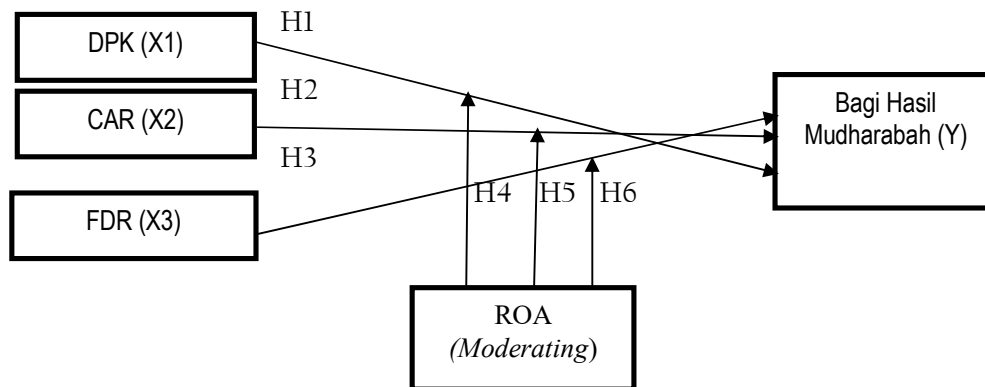 H1
DPK (X1)
H2
CAR (X2)
H3
FDR (X3)
Bagi Hasil
Mudharabah (Y)
H4
H5
H6
ROA
(Moderating)